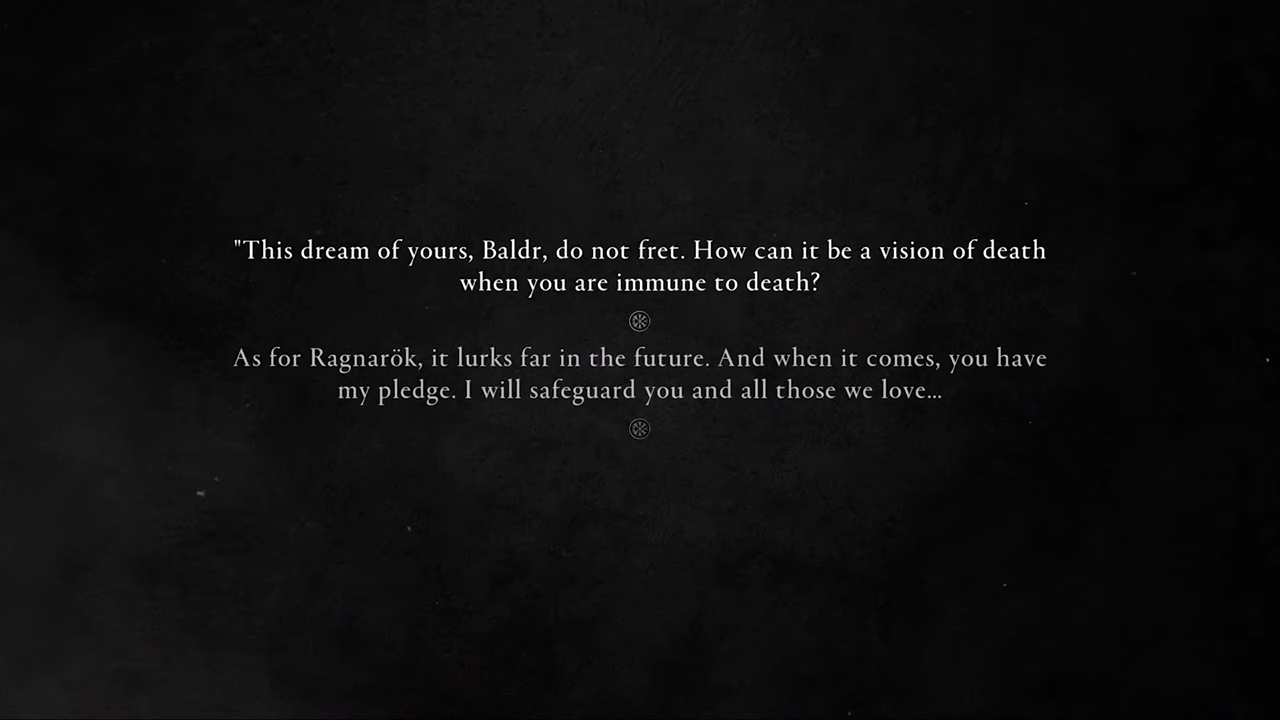 "This dream of yours, Baldr, do not fret. How can it be a vision of death
when you are immune to death?
As for Ragnarök, it lurks far in the future. And when it comes, you have
my pledge. I will safeguard you and all those we love...